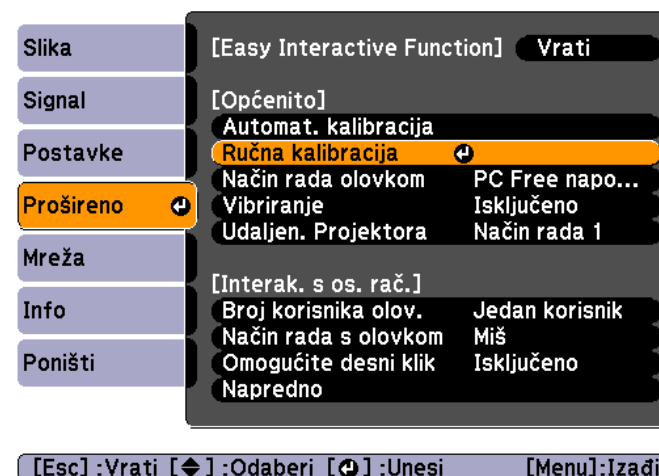 Slika
Signal
Postavke
Prošireno
Mreža
Info
Poništi
[Easy Interactive Function] Vrati
[Općenito]
Automat. kalibracija
Ručna kalibracija
Način rada olovkom PC Free napo...
Vibriranje Isključeno
Udaljen. Projektora Način rada 1
[Interak. s os. rač.]
Broj korisnika olov. Jedan korisnik
Način rada s olovkom Miš
Omogućite desni klik Isključeno
Napredno
[Esc] :Vrati [◆] :Odaberi [↵] :Unesi [Menu]:Izađi